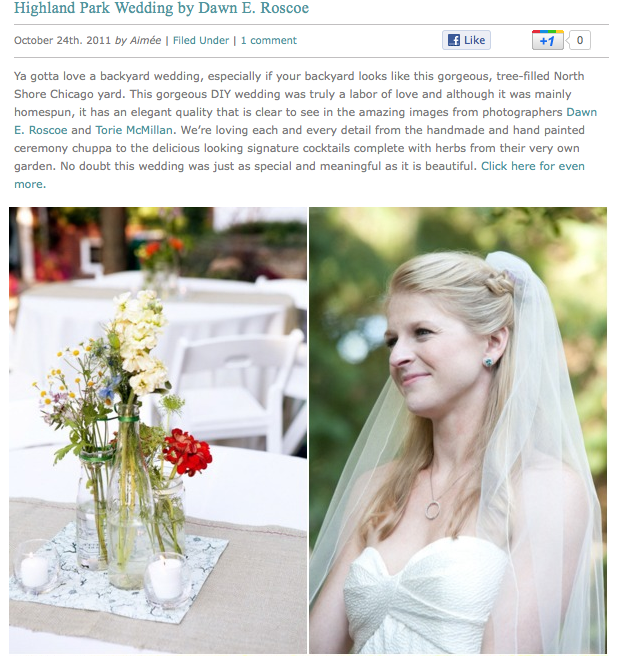 Highland Park Wedding by Dawn E. Roscoe
October 24th. 2011 by Aimée | Filed Under | 1 comment
Like
+1
0
Ya gotta love a backyard wedding, especially if your backyard looks like this gorgeous, tree-filled North
Shore Chicago yard. This gorgeous DIY wedding was truly a labor of love and although it was mainly
homespun, it has an elegant quality that is clear to see in the amazing images from photographers Dawn
E. Roscoe and Torie McMillan. We’re loving each and every detail from the handmade and hand painted
ceremony chuppa to the delicious looking signature cocktails complete with herbs from their very own
garden. No doubt this wedding was just as special and meaningful as it is beautiful. Click here for even
more.